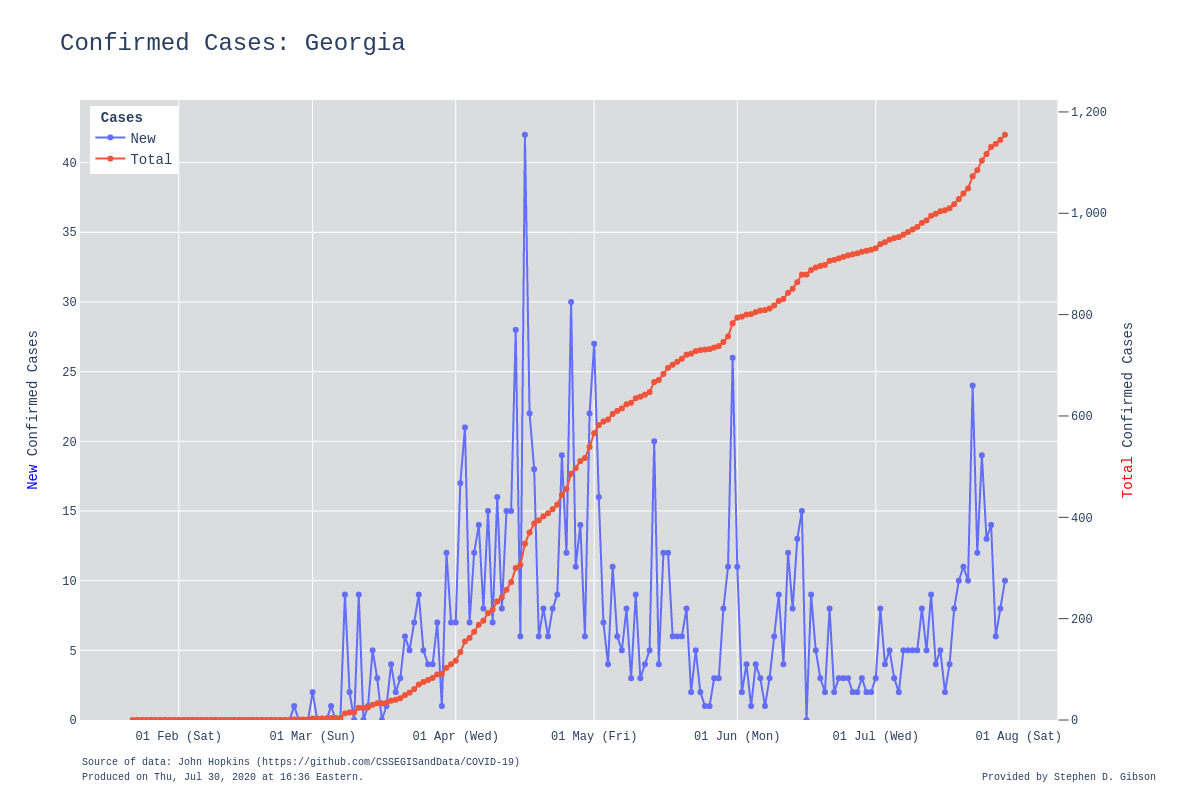 Confirmed Cases: Georgia
Cases
New
Total
40
35
30
25
20
15
10
5
0
New Confirmed Cases
1,200
1,000
800
600
400
200
0
Total Confirmed Cases
01 Feb (Sat)
01 Mar (Sun)
01 Apr (Wed)
01 May (Fri)
01 Jun (Mon)
01 Jul (Wed)
01 Aug (Sat)
Source of data: John Hopkins (https://github.com/CSSEGISandData/COVID-19)
Produced on Thu, Jul 30, 2020 at 16:36 Eastern.
Provided by Stephen D. Gibson